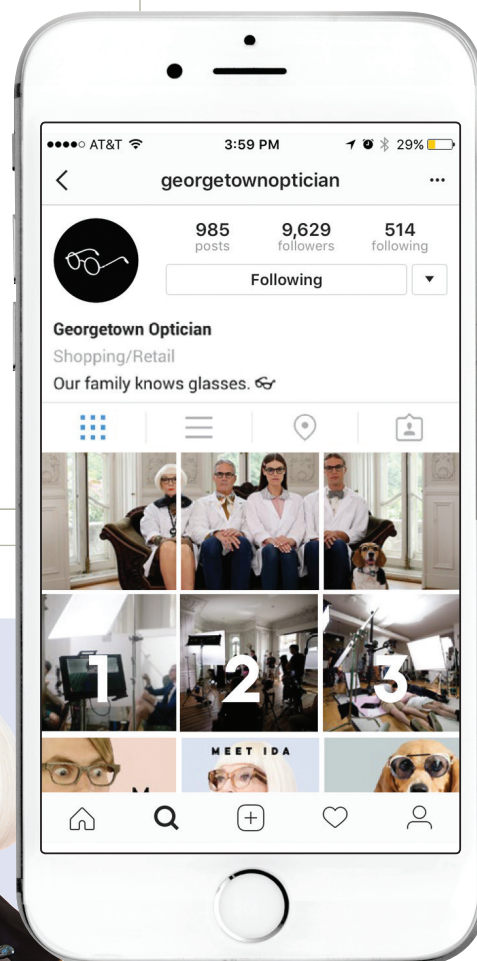 AT&T 3:59 PM 29%
georgetownoptician
985 9,629 514
posts followers following
Following
Georgetown Optician
Shopping/Retail
Our family knows glasses.
1 2 3
MEET IDA
M